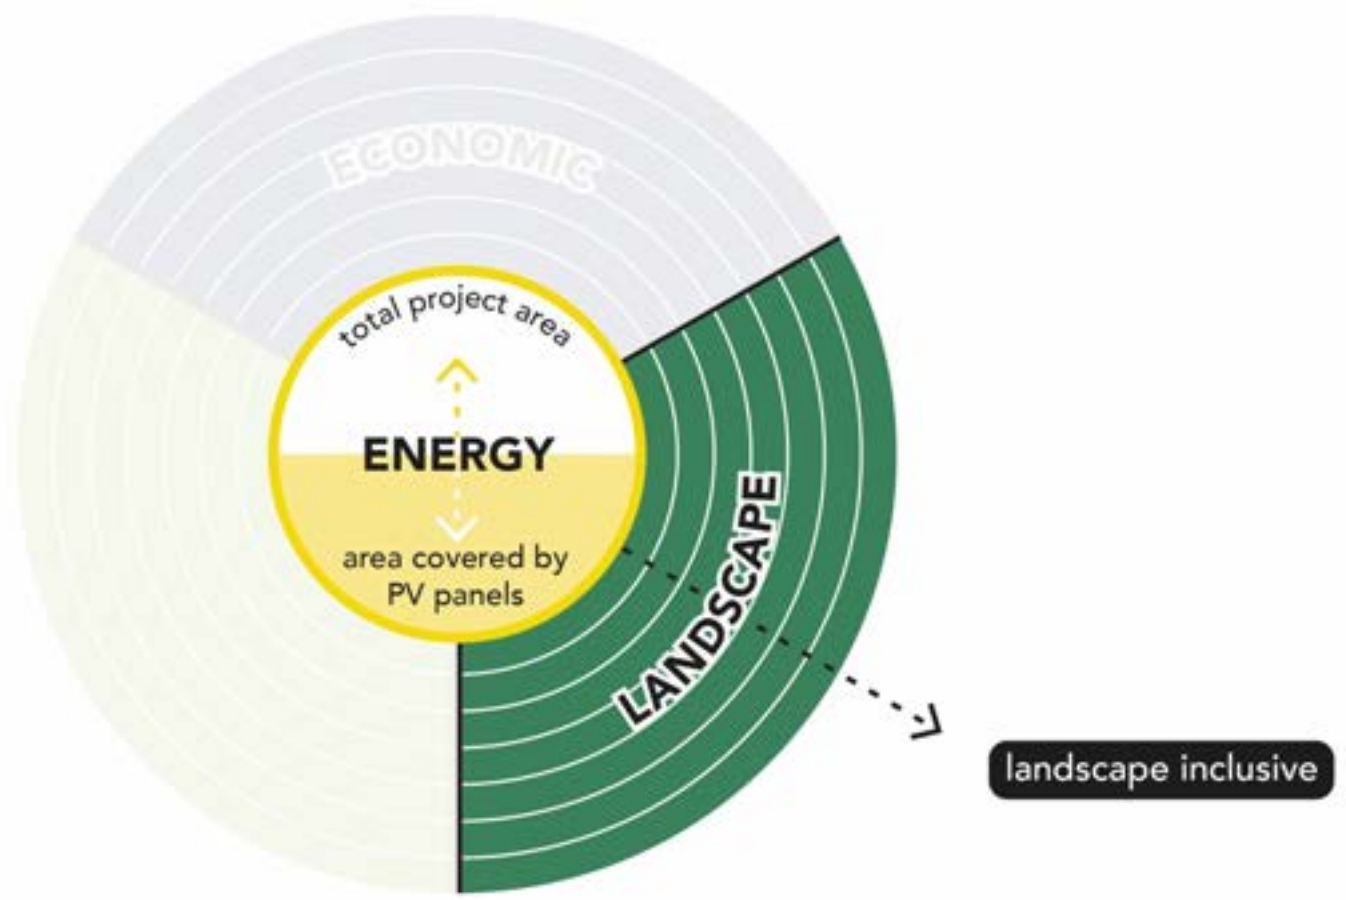 ECONOMIC
total project area
ENERGY
area covered by
PV panels
LANDSCAPE
landscape inclusive